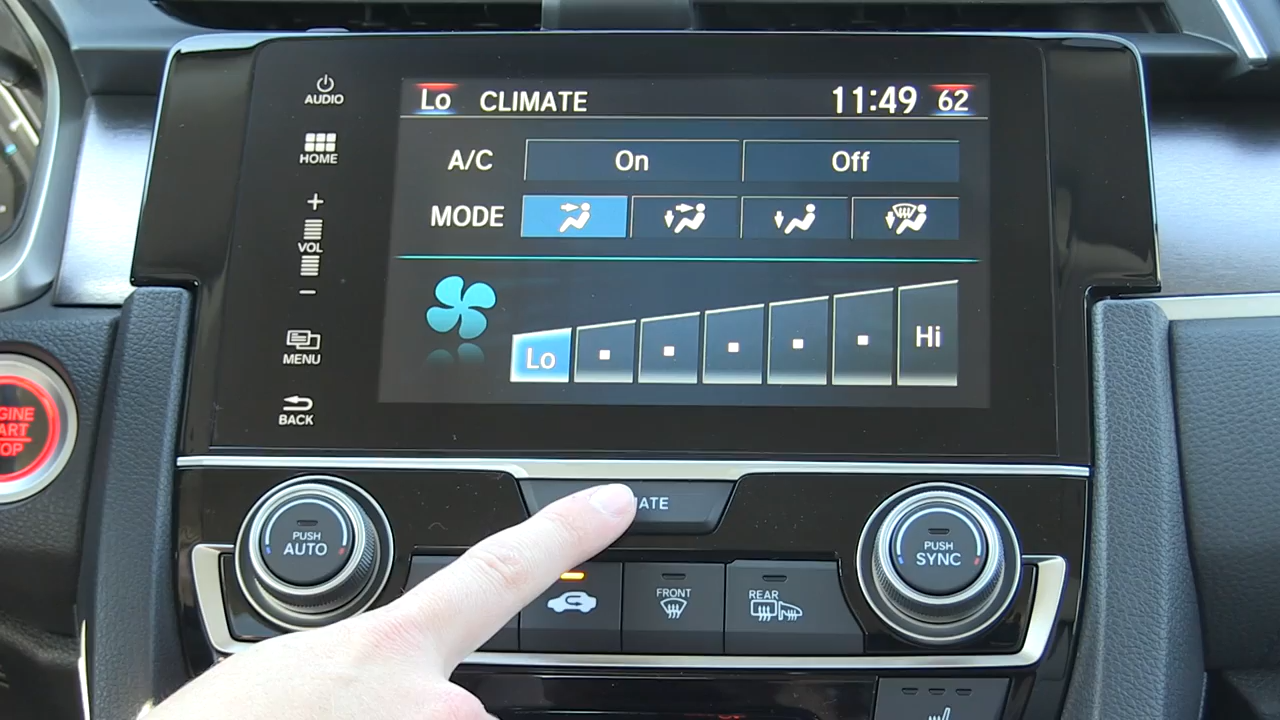 AUDIO
Lo CLIMATE 11:49 62
HOME
A/C On Off
MODE
+
VOL
-
Lo Hi
MENU
BACK
PUSH
AUTO
PUSH
SYNC
FRONT
REAR